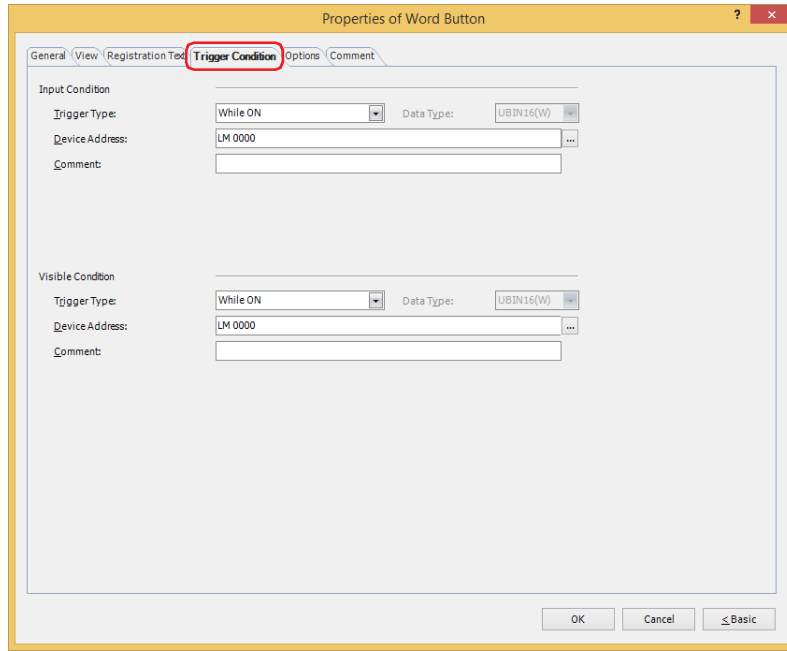 Properties of Word Button ? ×
General View Registration Text Trigger Condition Options Comment
Input Condition
Trigger Type: While ON Data Type: UBIN16(W)
Device Address: LM 0000 ...
Comment:
Visible Condition
Trigger Type: While ON Data Type: UBIN16(W)
Device Address: LM 0000 ...
Comment:
OK Cancel < Basic